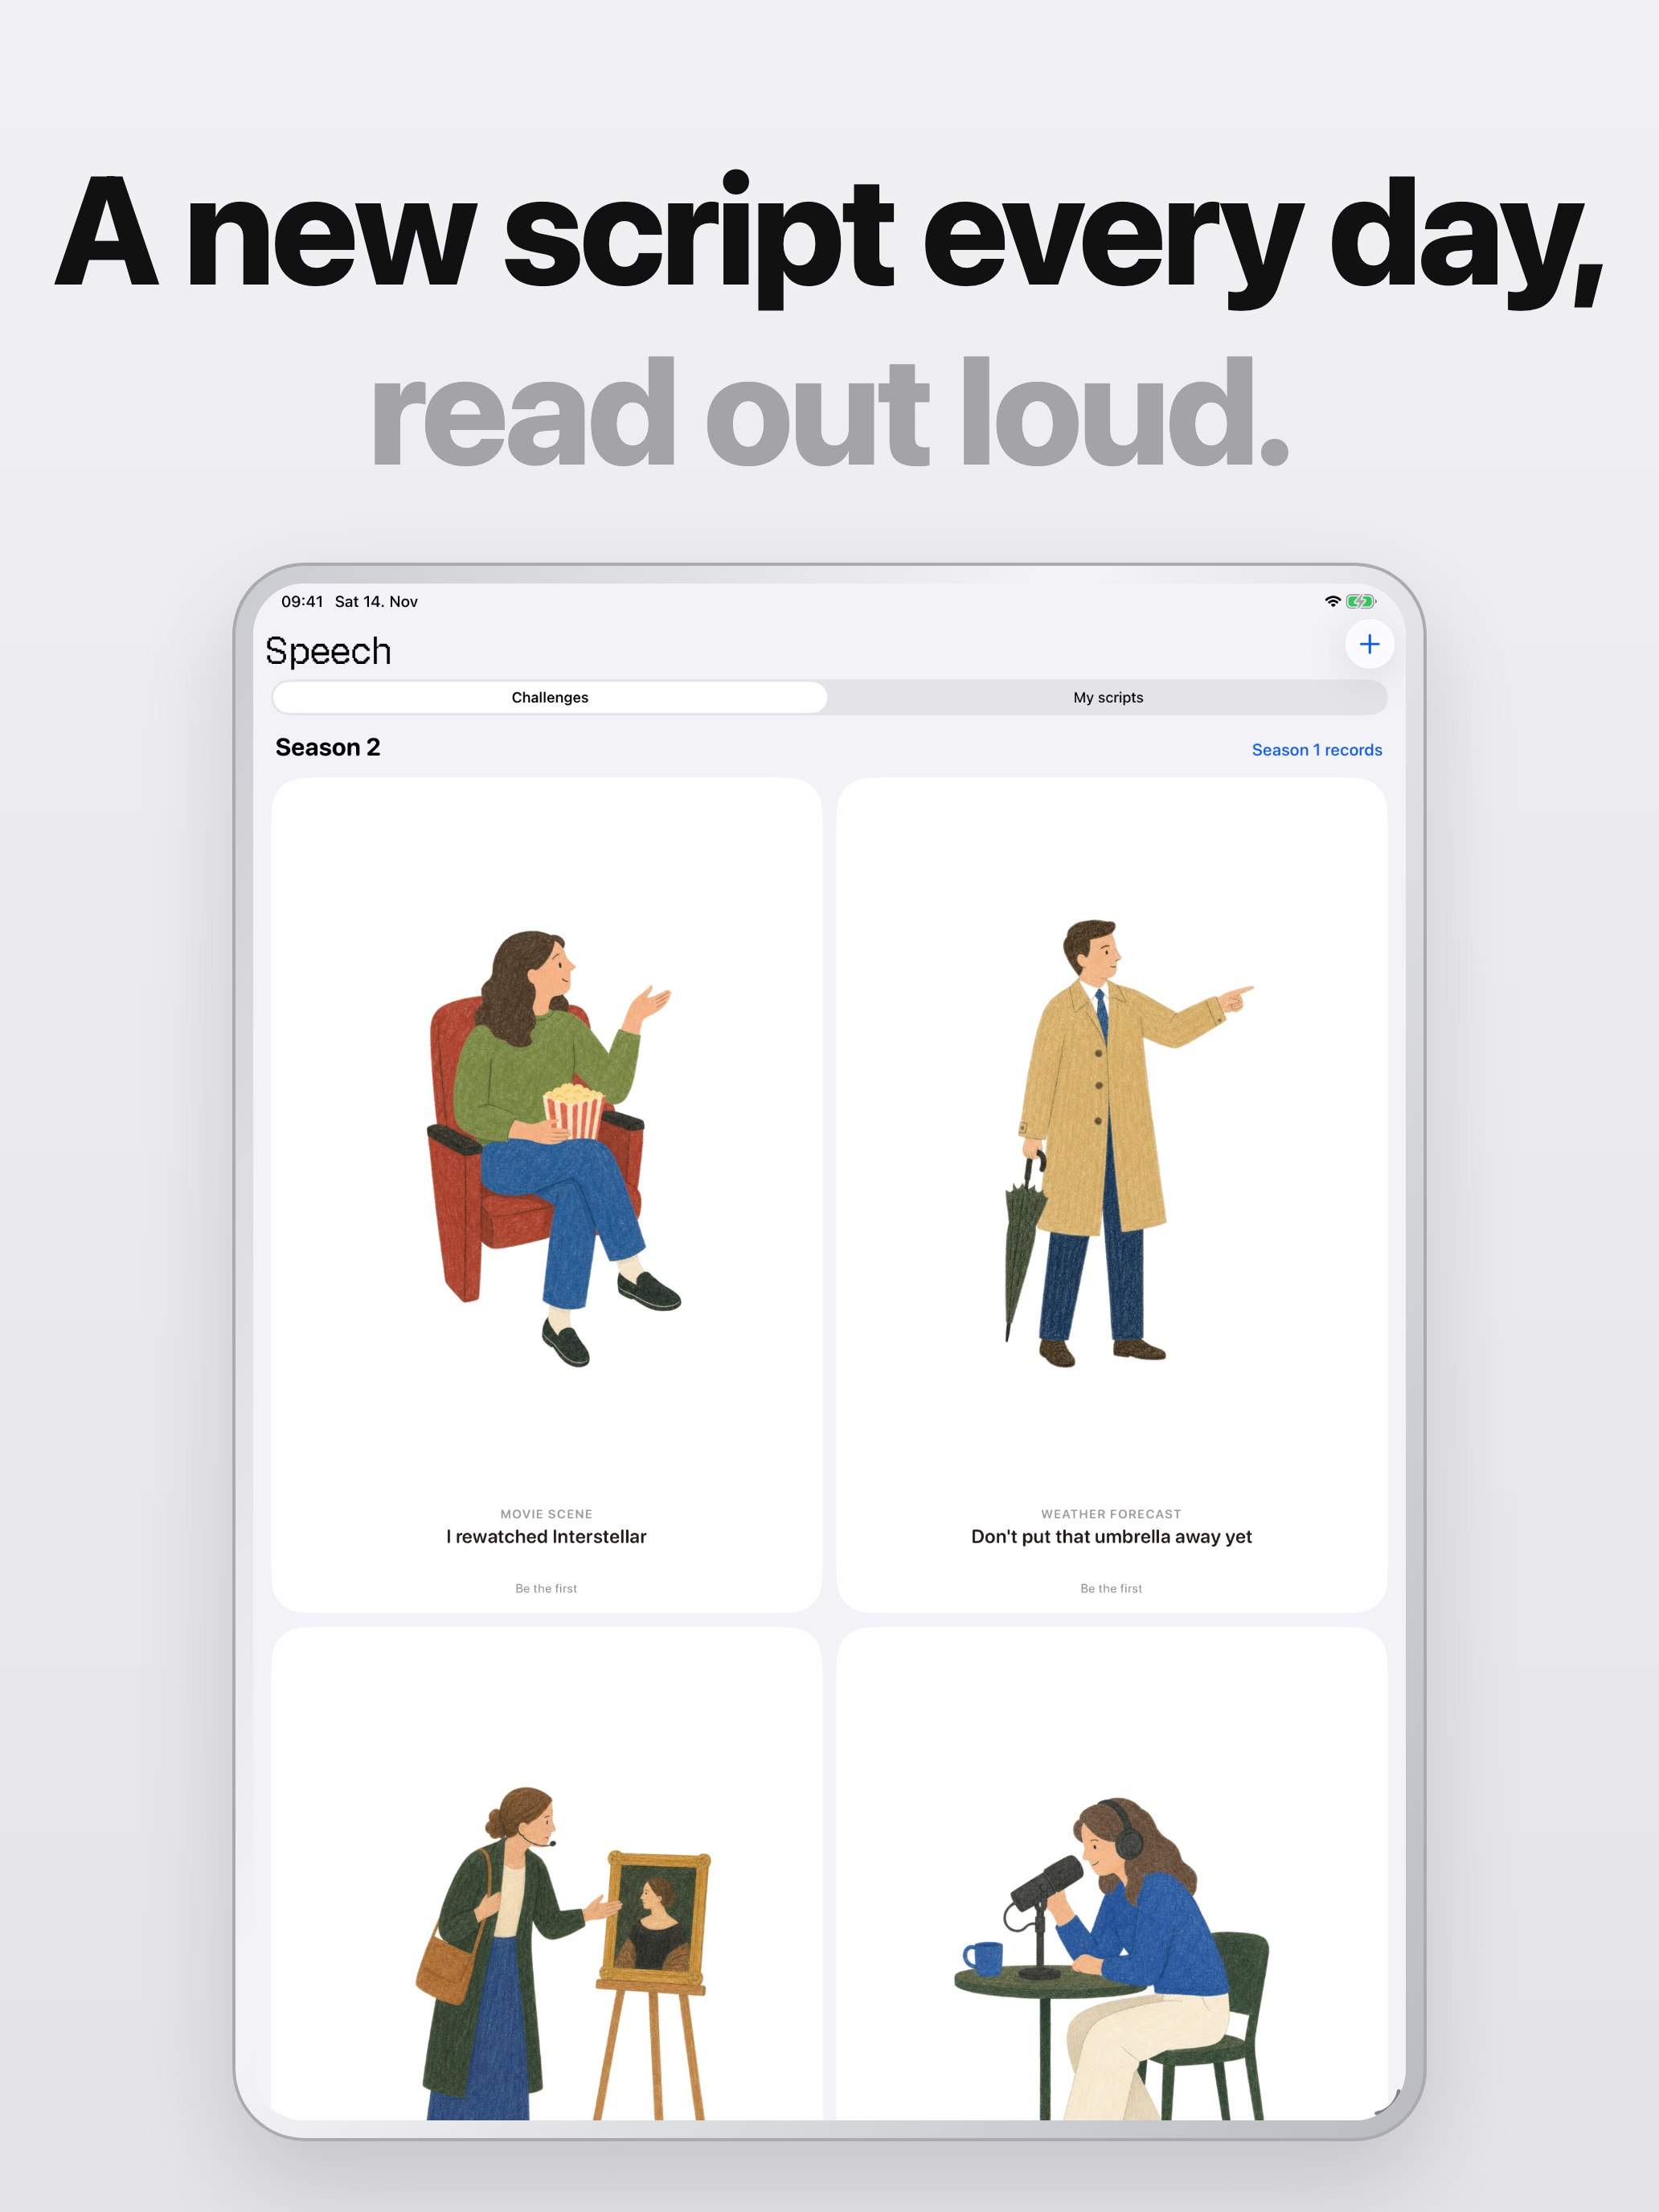 A new script every day,
read out loud.
09:41 Sat 14. Nov
Speech
Challenges
My scripts
Season 2
Season 1 records
MOVIE SCENE
I rewatched Interstellar
Be the first
WEATHER FORECAST
Don't put that umbrella away yet
Be the first